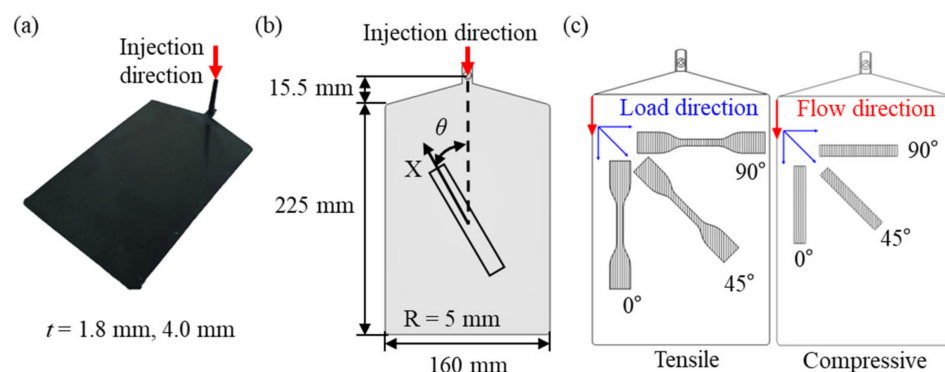 (a)
Injection
direction
t = 1.8 mm, 4.0 mm
(b)
Injection direction
15.5 mm
θ
X
225 mm
R = 5 mm
160 mm
(c)
Load direction
90°
45°
0°
Tensile
Flow direction
90°
45°
0°
Compressive